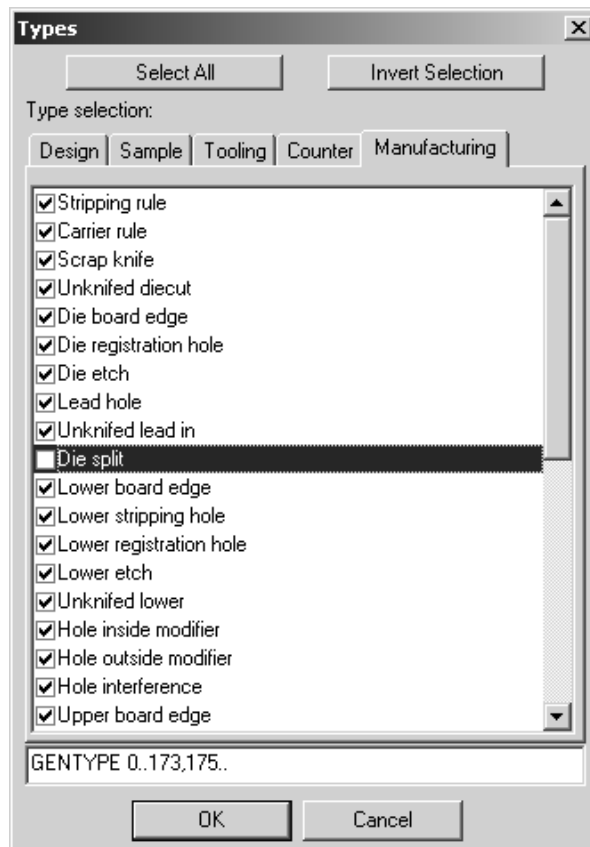 Types
Select All Invert Selection
Type selection:
Design Sample Tooling Counter Manufacturing
Stripping rule
Carrier rule
Scrap knife
Unknifed diecut
Die board edge
Die registration hole
Die etch
Lead hole
Unknifed lead in
Die split
Lower board edge
Lower stripping hole
Lower registration hole
Lower etch
Unknifed lower
Hole inside modifier
Hole outside modifier
Hole interference
Upper board edge
GENTYPE 0..173,175..
OK Cancel